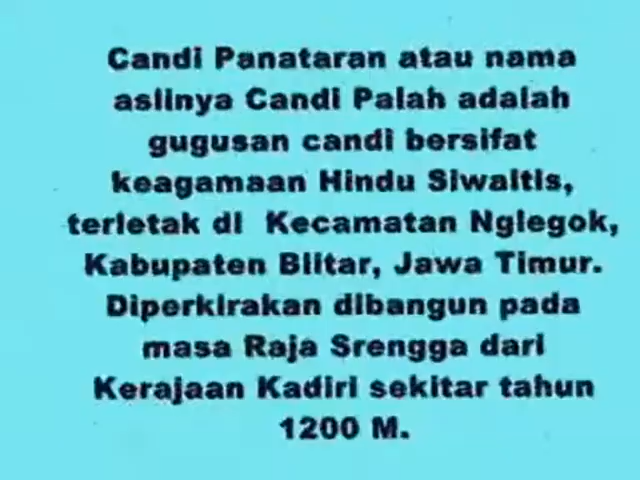 Candi Panataran atau nama
aslinya Candi Palah adalah
gugusan candi bersifat
keagamaan Hindu Siwaitis,
terletak di Kecamatan Nglegok,
Kabupaten Blitar, Jawa Timur.
Diperkirakan dibangun pada
masa Raja Srengga dari
Kerajaan Kadiri sekitar tahun
1200 M.